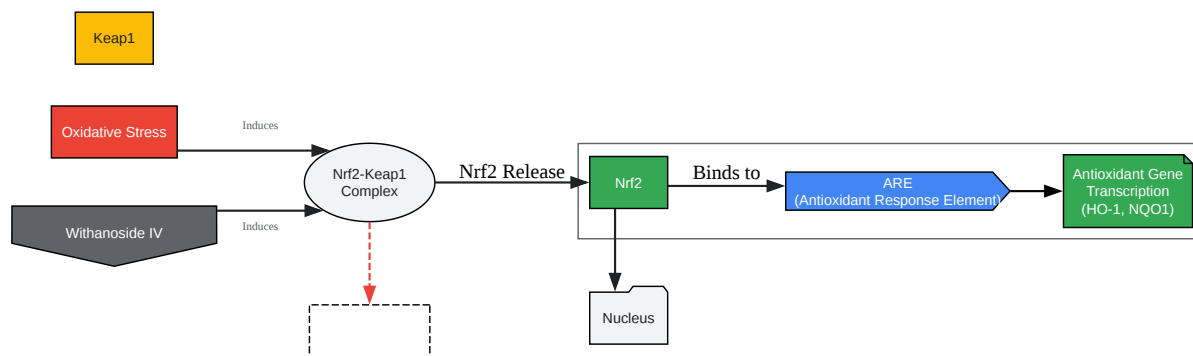 Keap1
Oxidative Stress
Induces
Nrf2-Keap1
Complex
Nrf2 Release
Nrf2
Binds to
ARE
(Antioxidant Response Element)
Antioxidant Gene
Transcription
(HO-1, NQO1)
Withanoside IV
Induces
Nucleus